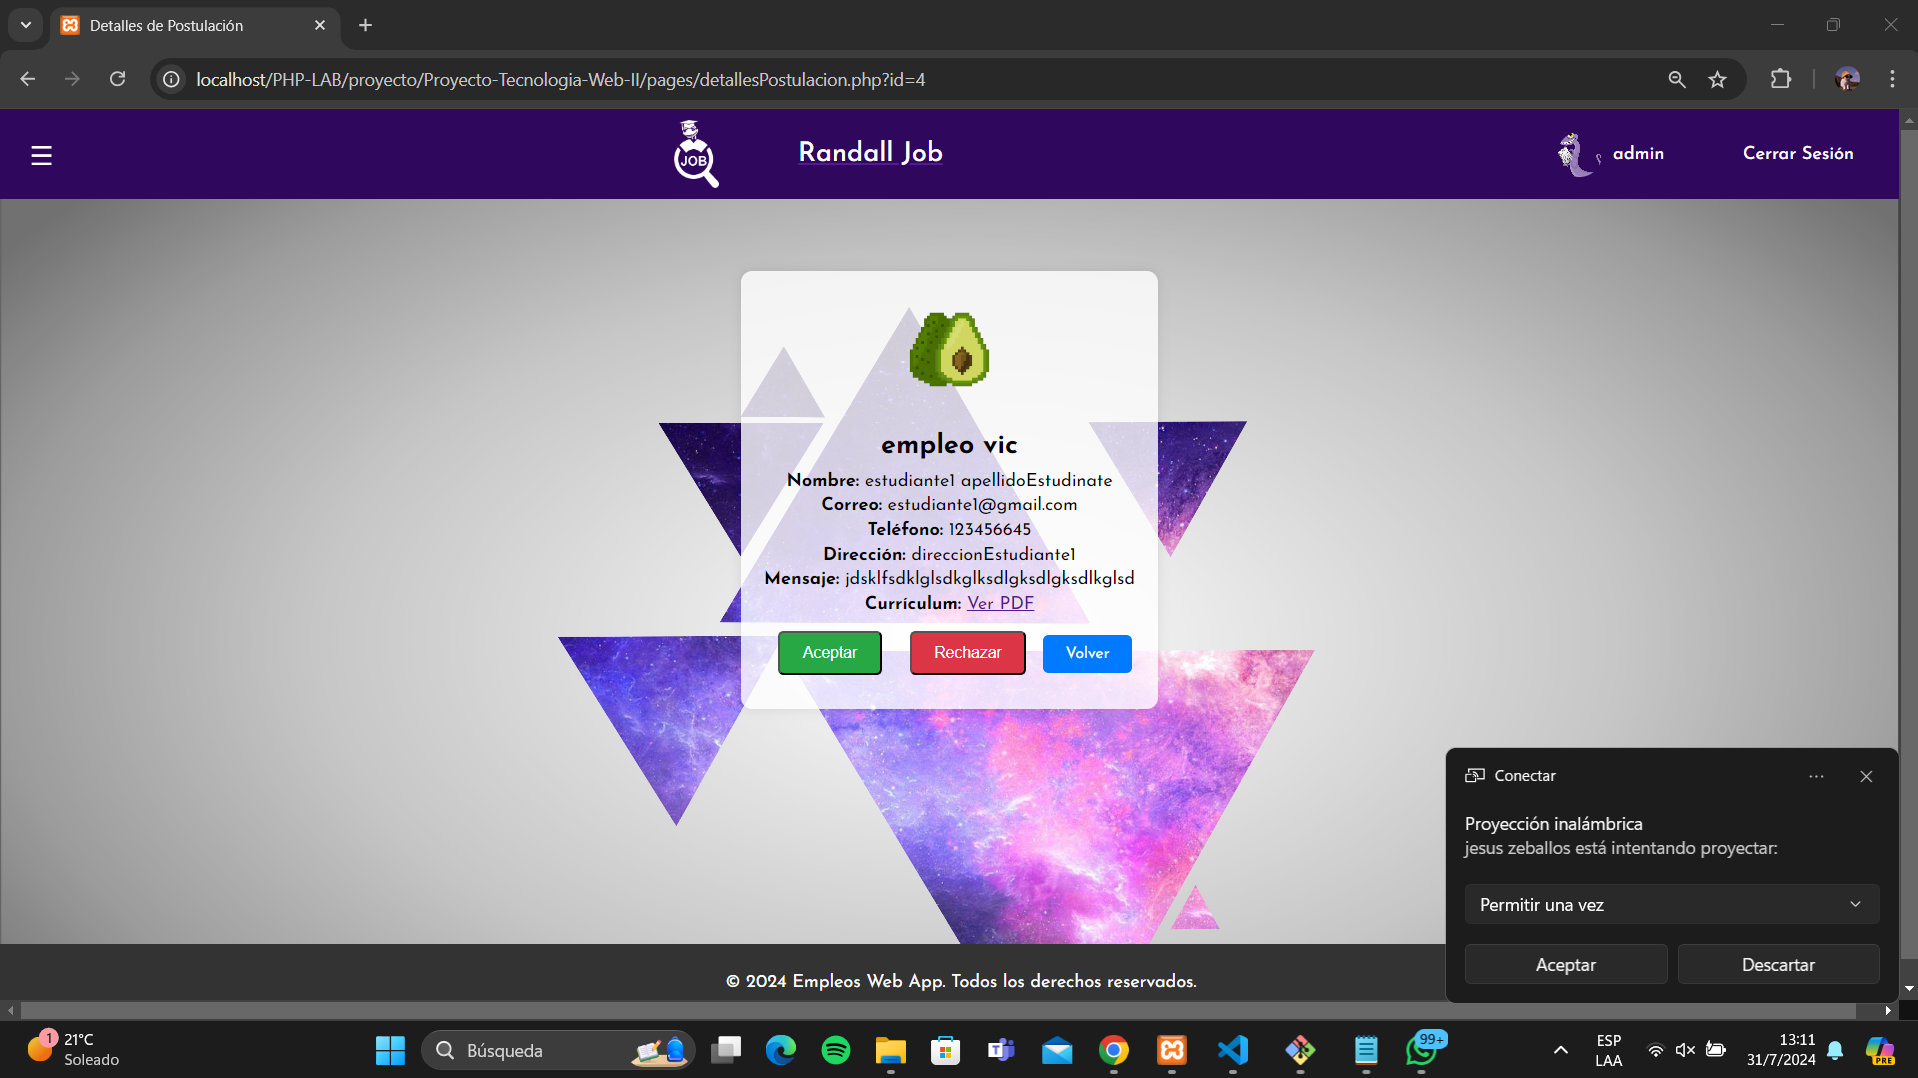 Detalles de Postulación
localhost/PHP-LAB/proyecto/Proyecto-Tecnologia-Web-II/pages/detallesPostulacion.php?id=4
JOB
Randall Job
admin
Cerrar Sesión
empleo vic
Nombre: estudiante1 apellidoEstudinate
Correo: estudiante1@gmail.com
Teléfono: 123456645
Dirección: direccionEstudiante1
Mensaje: jdsklfsdklglsdkglksdlgksdlgksdlkglsd
Currículum: Ver PDF
Aceptar
Rechazar
Volver
Conectar
Proyección inalámbrica
jesus zeballos está intentando proyectar:
Permitir una vez
Aceptar
Descartar
© 2024 Empleos Web App. Todos los derechos reservados.
1
21°C
Soleado
Búsqueda
99+
ESP
LAA
13:11
31/7/2024
PRE